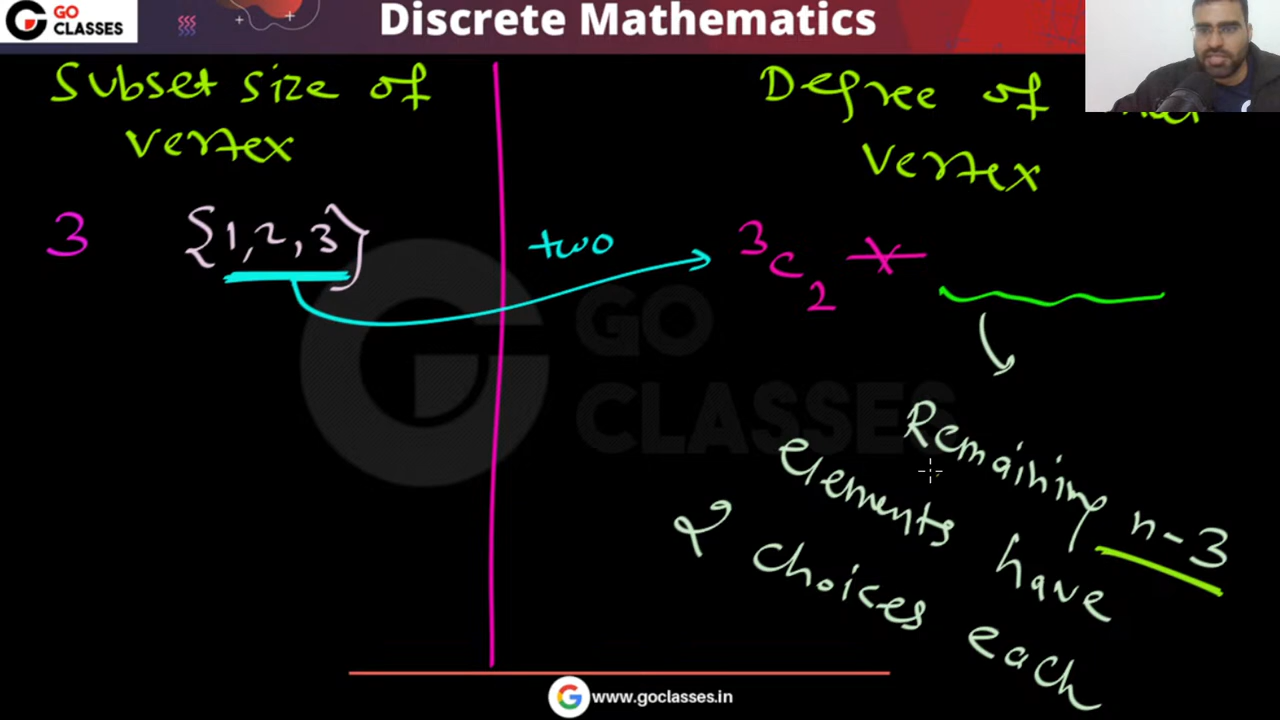 GO
CLASSES
Discrete Mathematics
Subset size of
vertex
Degree of
vertex
3 {1,2,3}
two
3C2 *
GO
CLASSES
Remaining n-3
elements have
2 choices each
www.goclasses.in